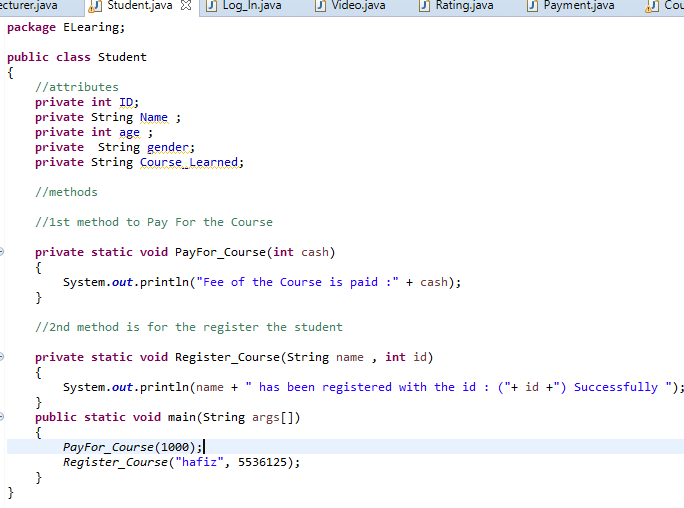 ecturer.java Student.java Log_In.java Video.java Rating.java Payment.java Cou
package ELearing;
public class Student
{
//attributes
private int ID;
private String Name ;
private int age ;
private  String gender;
private String Course_Learned;
//methods
//1st method to Pay For the Course
private static void PayFor_Course(int cash)
{
System.out.println("Fee of the Course is paid :" + cash);
}
//2nd method is for the register the student
private static void Register_Course(String name , int id)
{
System.out.println(name + " has been registered with the id : ("+ id +") Successfully ");
}
public static void main(String args[])
{
PayFor_Course(1000);
Register_Course("hafiz", 5536125);
}
}